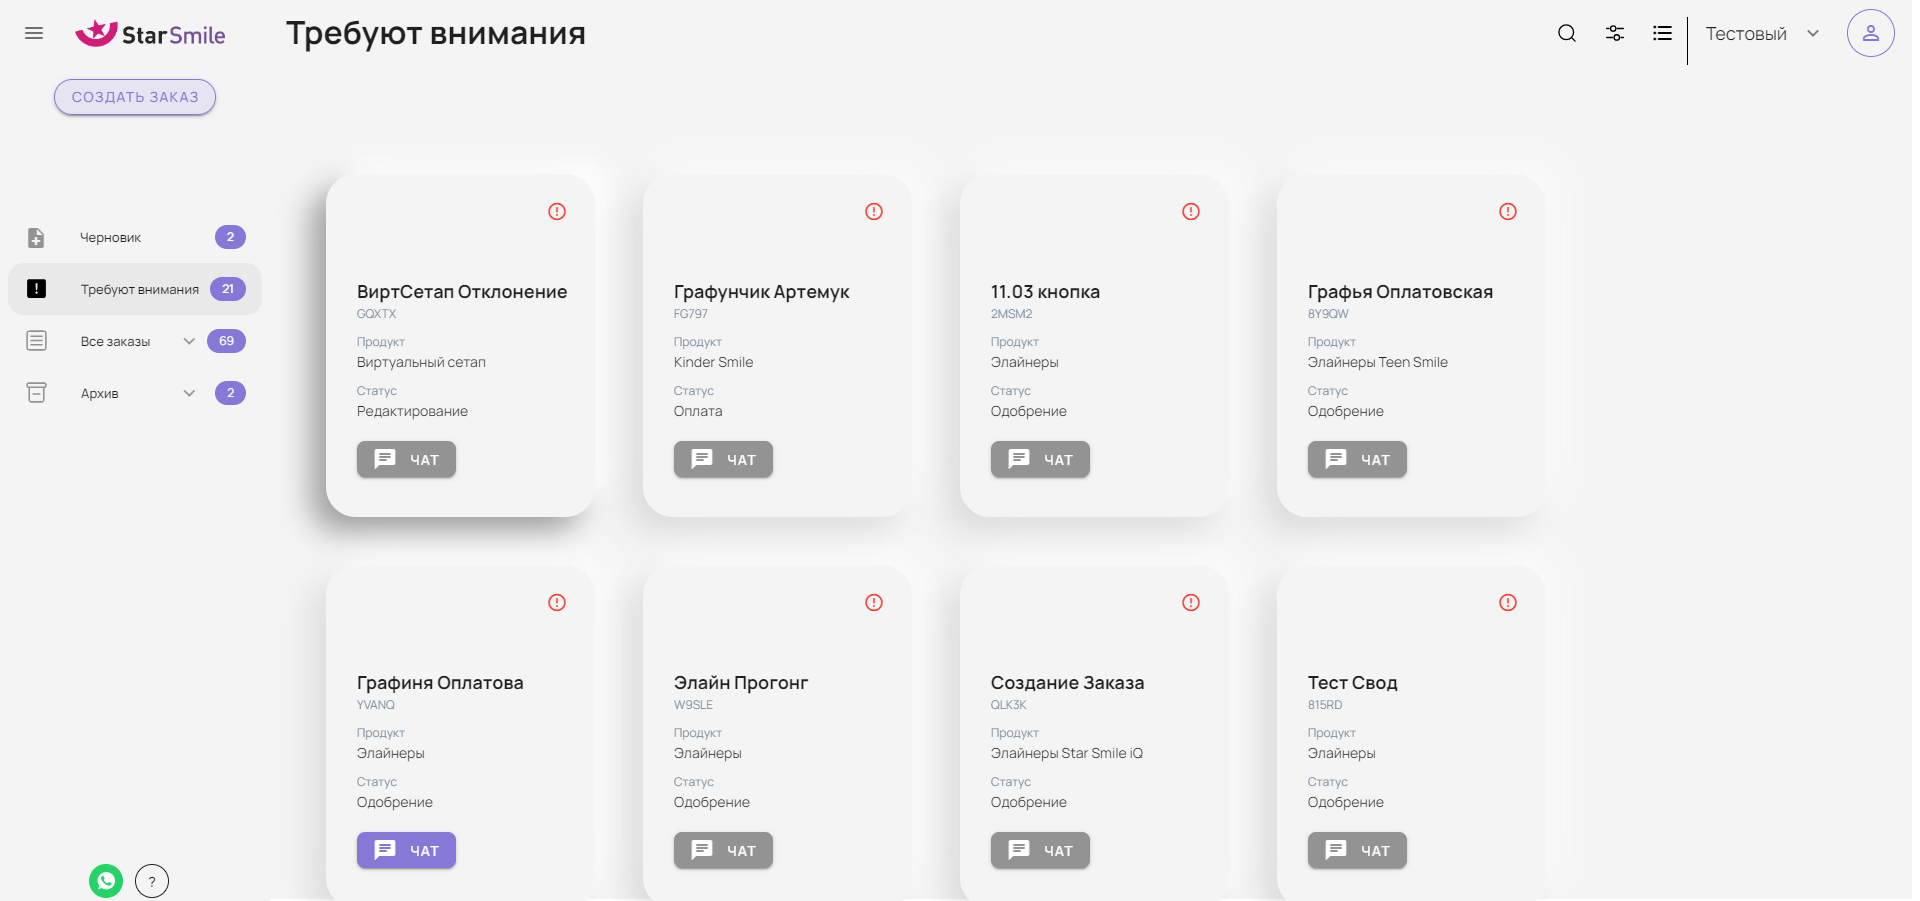 StarSmile
Требуют внимания
Тестовый
СОЗДАТЬ ЗАКАЗ
Черновик 2
Требуют внимания 21
Все заказы 69
Архив 2
ВиртСетап Отклонение
GQXTX
Продукт
Виртуальный сетап
Статус
Редактирование
ЧАТ
Графунчик Артемук
FG797
Продукт
Kinder Smile
Статус
Оплата
ЧАТ
11.03 кнопка
2MSM2
Продукт
Элайнеры
Статус
Одобрение
ЧАТ
Графья Оплатовская
8Y9QW
Продукт
Элайнеры Teen Smile
Статус
Одобрение
ЧАТ
Графиня Оплатова
YVANQ
Продукт
Элайнеры
Статус
Одобрение
ЧАТ
Элайн Прогонг
W9SLE
Продукт
Элайнеры
Статус
Одобрение
ЧАТ
Создание Заказа
QLK3K
Продукт
Элайнеры Star Smile iQ
Статус
Одобрение
ЧАТ
Тест Свод
815RD
Продукт
Элайнеры
Статус
Одобрение
ЧАТ
?